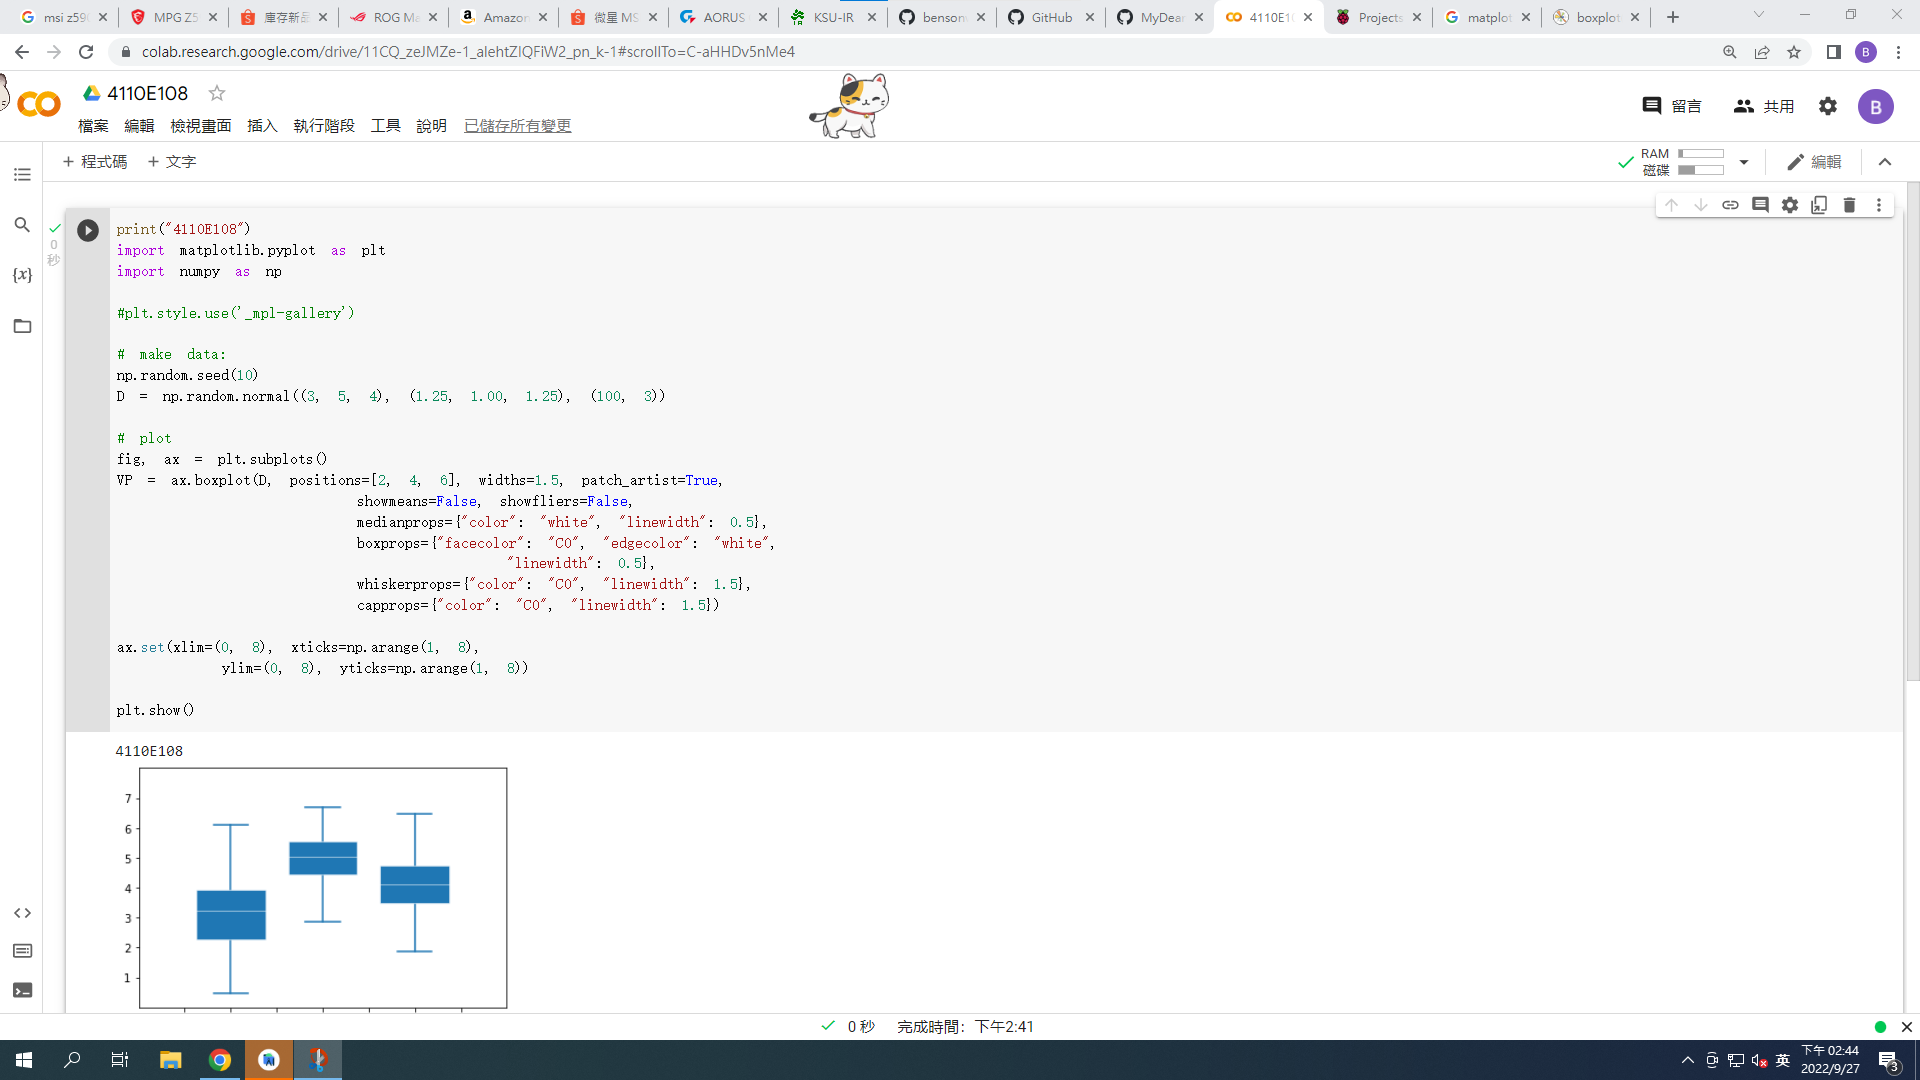 msi z590
MPG Z5
庫存新品
ROG Ma
Amazon
微星 MS
AORUS
KSU-IR
benson
GitHub
MyDear
4110E10
Projects
matplot
boxplot
colab.research.google.com/drive/11CQ_zeJMZe-1_alehtZlQFiW2_pn_k-1#scrollTo=C-aHHDv5nMe4
B
4110E108
檔案 編輯 檢視畫面 插入 執行階段 工具 說明 已儲存所有變更
留言 共用 B
+ 程式碼 + 文字
RAM
磁碟
編輯
0
秒
{x}
print("4110E108")
import matplotlib.pyplot as plt
import numpy as np
#plt.style.use('_mpl-gallery')
# make data:
np.random.seed(10)
D = np.random.normal((3, 5, 4), (1.25, 1.00, 1.25), (100, 3))
# plot
fig, ax = plt.subplots()
VP = ax.boxplot(D, positions=[2, 4, 6], widths=1.5, patch_artist=True,
showmeans=False, showfliers=False,
medianprops={"color": "white", "linewidth": 0.5},
boxprops={"facecolor": "C0", "edgecolor": "white",
"linewidth": 0.5},
whiskerprops={"color": "C0", "linewidth": 1.5},
capprops={"color": "C0", "linewidth": 1.5})
ax.set(xlim=(0, 8), xticks=np.arange(1, 8),
ylim=(0, 8), yticks=np.arange(1, 8))
plt.show()
4110E108
7
6
5
4
3
2
1
0 秒 完成時間：下午2:41
英
下午 02:44
2022/9/27
3